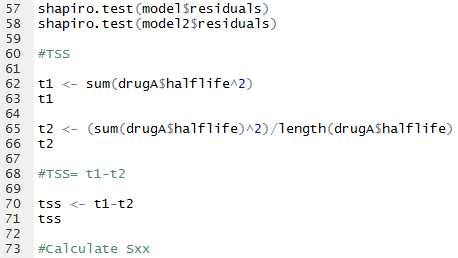 57 shapiro.test(model$residuals)
58 shapiro.test(model2$residuals)
59
60 #TSS
61
62 t1 <- sum(drugA$halflife^2)
63 t1
64
65 t2 <- (sum(drugA$halflife)^2)/length(drugA$halflife)
66 t2
67
68 #TSS= t1-t2
69
70 tss <- t1-t2
71 tss
72
73 #Calculate Sxx